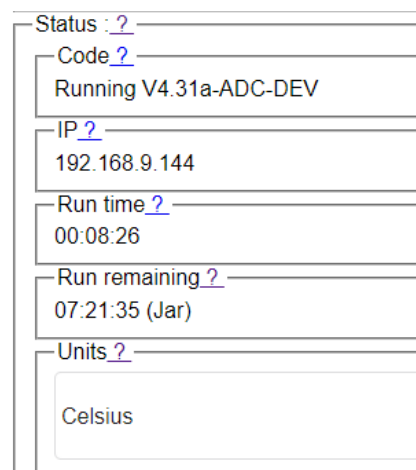 Status : ?
Code ?
Running V4.31a-ADC-DEV
IP ?
192.168.9.144
Run time ?
00:08:26
Run remaining ?
07:21:35 (Jar)
Units ?
Celsius